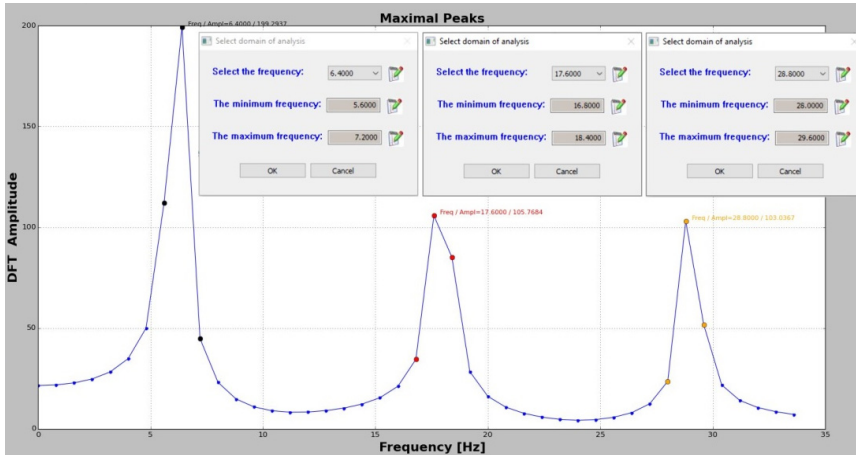 Maximal Peaks
Freq / Ampl=6.4000 / 199.2937
Select domain of analysis
Select the frequency: 6.4000
The minimum frequency: 5.6000
The maximum frequency: 7.2000
OK Cancel
Select domain of analysis
Select the frequency: 17.6000
The minimum frequency: 16.8000
The maximum frequency: 18.4000
OK Cancel
Select domain of analysis
Select the frequency: 28.8000
The minimum frequency: 28.0000
The maximum frequency: 29.6000
OK Cancel
Freq / Ampl=17.6000 / 105.7684
Freq / Ampl=28.8000 / 103.0367
DFT Amplitude
200
150
100
50
0
0 5 10 15 20 25 30 35
Frequency [Hz]